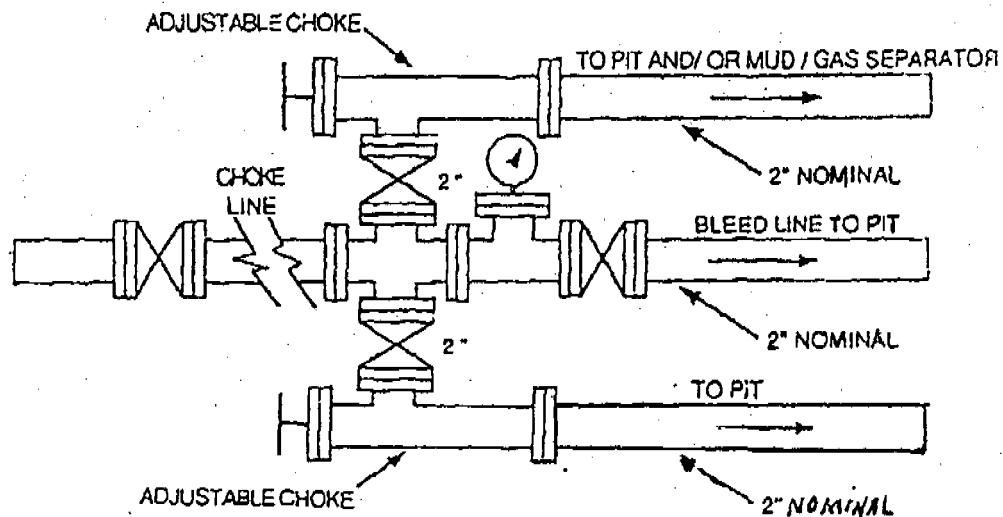 ADJUSTABLE CHOKE
TO PIT AND/ OR MUD / GAS SEPARATOR
2"
2" NOMINAL
CHOKE
LINE
BLEED LINE TO PIT
2" NOMINAL
2"
TO PIT
ADJUSTABLE CHOKE
2" NOMINAL